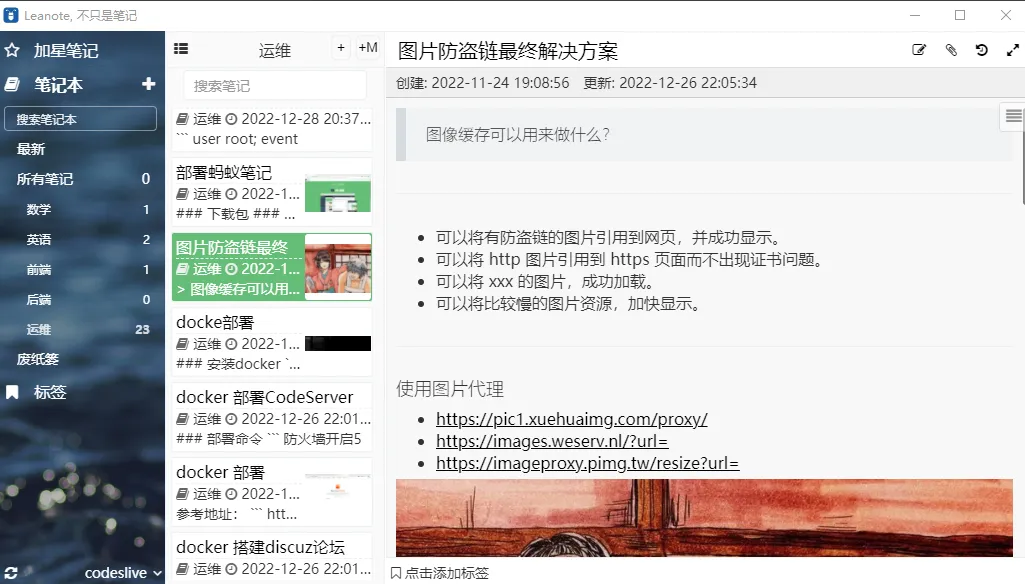 Leanote, 不只是笔记
加星笔记
笔记本
搜索笔记本
最新
所有笔记 0
数学 1
英语 2
前端 1
后端 0
运维 23
废纸篓
标签
codeslive
运维
+ +M
搜索笔记
运维 2022-12-28 20:37...
``` user root; event
部署蚂蚁笔记
运维 2022-1...
### 下载包 ### ...
图片防盗链最终
运维 2022-1...
> 图像缓存可以用...
docke部署
运维 2022-1...
### 安装docker `...
docker 部署CodeServer
运维 2022-12-26 22:01...
### 部署命令 ``` 防火墙开启5
docker 部署
运维 2022-1...
参考地址： ``` htt...
docker 搭建discuz论坛
运维 2022-12-26 22:01...
图片防盗链最终解决方案
创建: 2022-11-24 19:08:56 更新: 2022-12-26 22:05:34
图像缓存可以用来做什么？
可以将有防盗链的图片引用到网页，并成功显示。
可以将 http 图片引用到 https 页面而不出现证书问题。
可以将 xxx 的图片，成功加载。
可以将比较慢的图片资源，加快显示。
使用图片代理
https://pic1.xuehuaimg.com/proxy/
https://images.weserv.nl/?url=
https://imageproxy.pimg.tw/resize?url=
点击添加标签